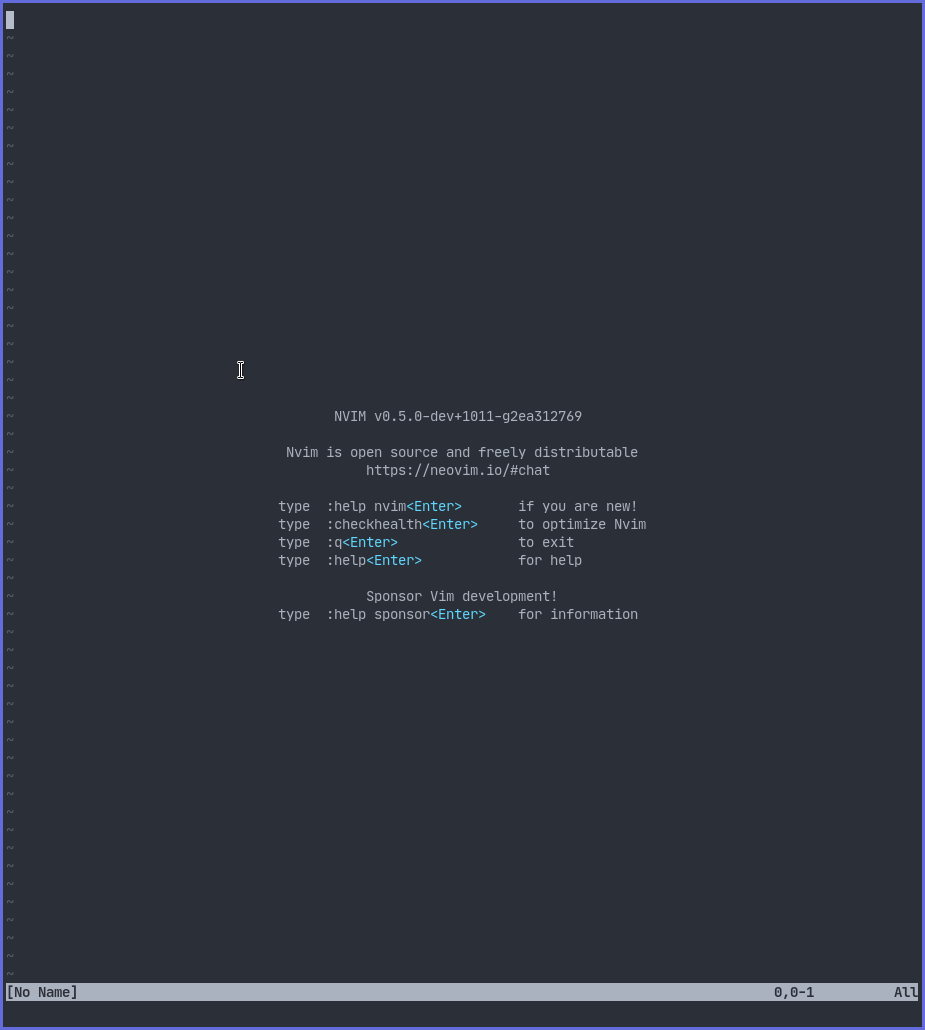 NVIM v0.5.0-dev+1011-g2ea312769
Nvim is open source and freely distributable
https://neovim.io/#chat
type  :help nvim<Enter>       if you are new!
type  :checkhealth<Enter>     to optimize Nvim
type  :q<Enter>               to exit
type  :help<Enter>            for help
Sponsor Vim development!
type  :help sponsor<Enter>    for information
[No Name]                     0,0-1          All